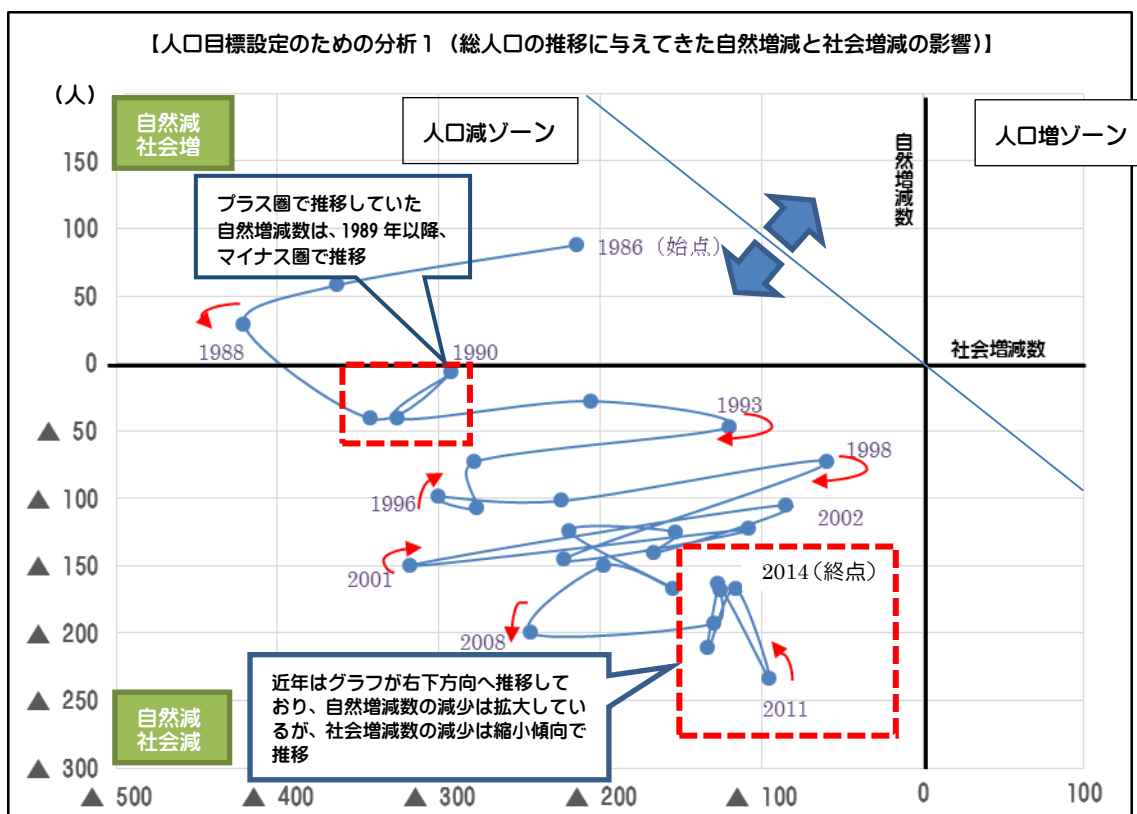 【人口目標設定のための分析１（総人口の推移に与えてきた自然増減と社会増減の影響）】
(人)
自然減
社会増
人口減ゾーン
自然増減数
人口増ゾーン
150
プラス圏で推移していた
自然増減数は、1989 年以降、
マイナス圏で推移
100
1986（始点）
50
1988
1990
社会増減数
0
1993
▲ 50
1998
▲ 100
1996
2002
▲ 150
2001
2014（終点）
▲ 200
2008
近年はグラフが右下方向へ推移して
おり、自然増減数の減少は拡大してい
るが、社会増減数の減少は縮小傾向で
推移
▲ 250
2011
自然減
社会減
▲ 300
▲ 500 ▲ 400 ▲ 300 ▲ 200 ▲ 100 0 100